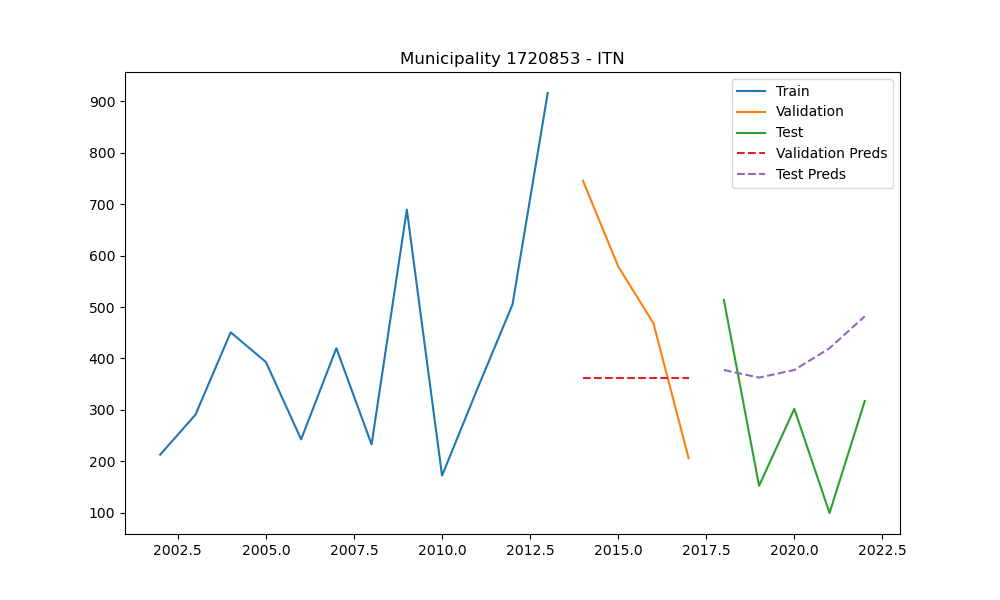 Municipality 1720853 - ITN
900
800
700
600
500
400
300
200
100
2002.5 2005.0 2007.5 2010.0 2012.5 2015.0 2017.5 2020.0 2022.5
Train
Validation
Test
Validation Preds
Test Preds